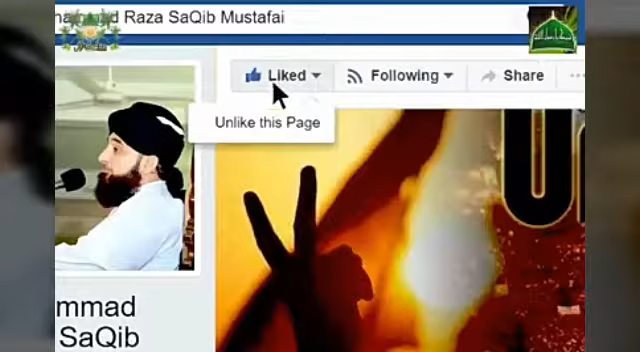 Raza SaQib Mustafai
Liked
Following
Share
Unlike this Page
mmad
SaQib